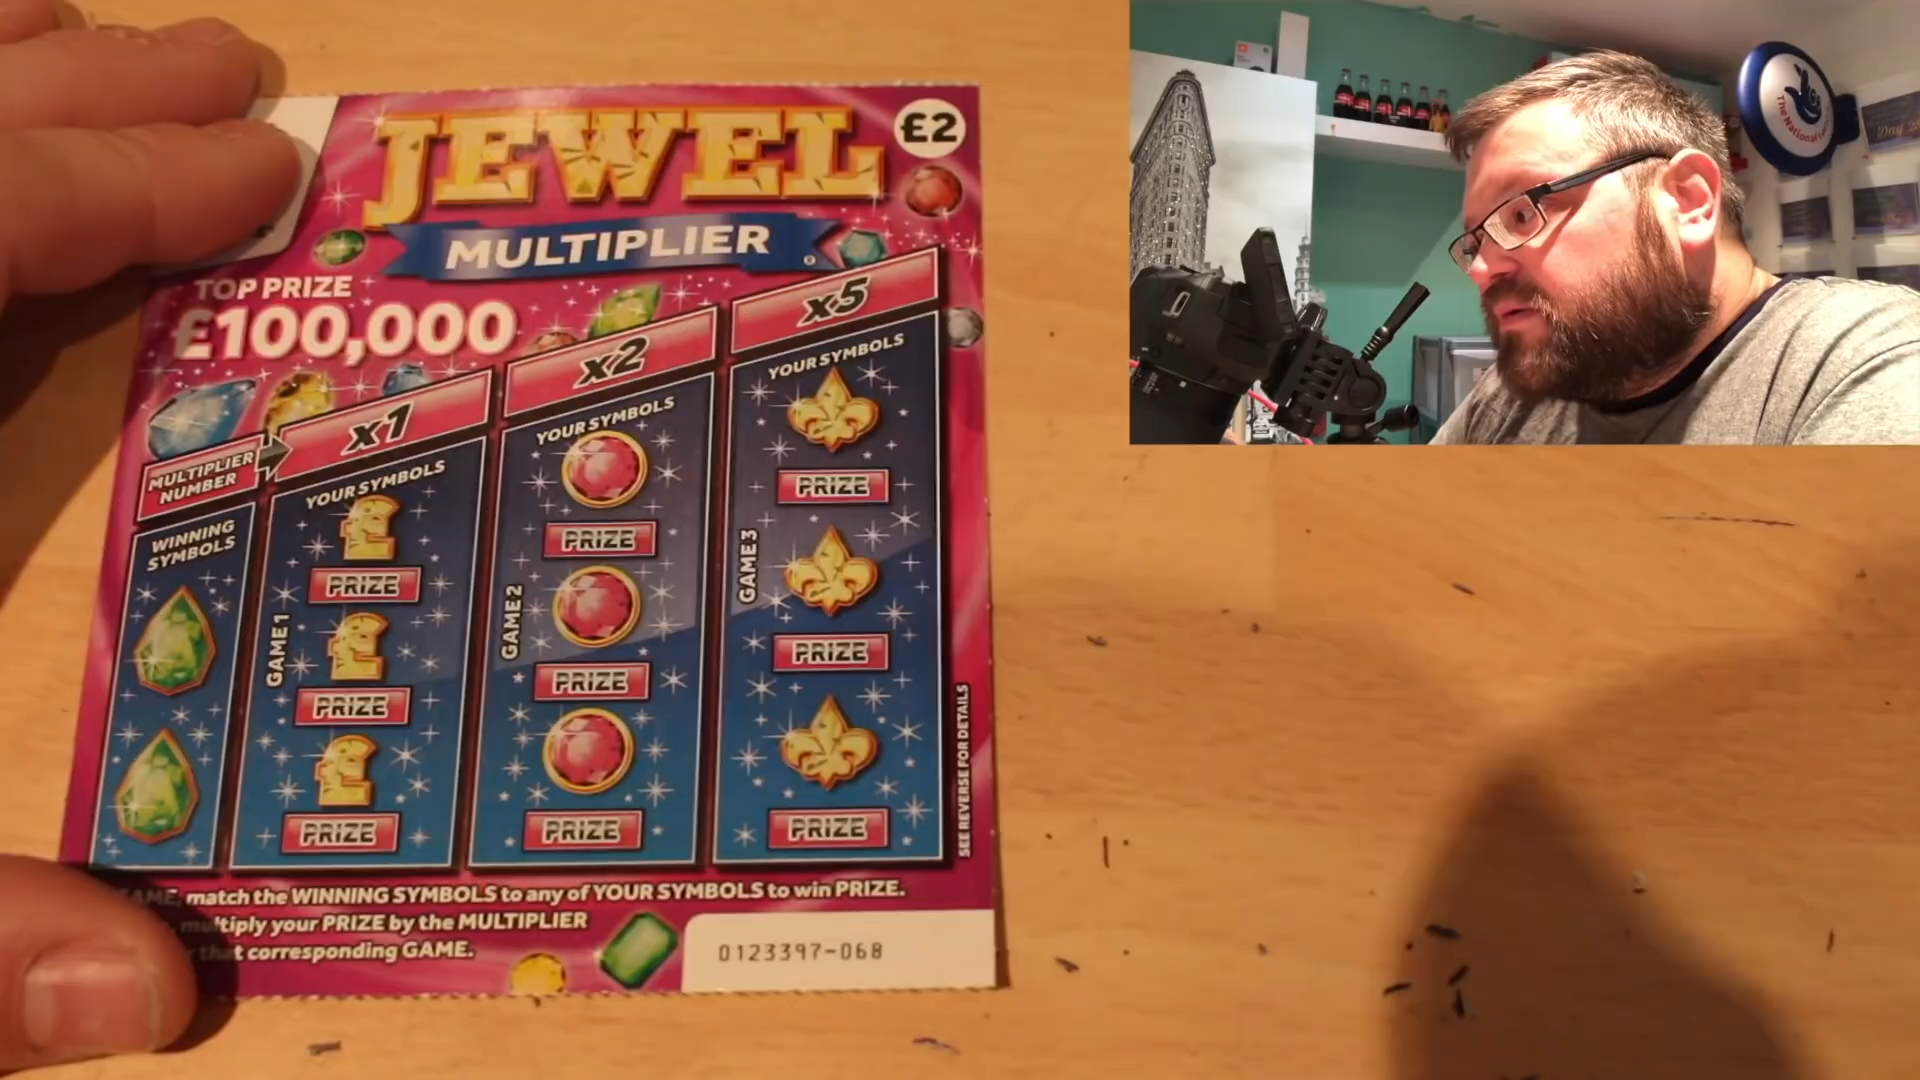 JEWEL
£2
MULTIPLIER
TOP PRIZE
£100,000
MULTIPLIER
NUMBER
x1
x2
x5
WINNING
SYMBOLS
GAME 1
YOUR SYMBOLS
£
PRIZE
£
PRIZE
£
PRIZE
GAME 2
YOUR SYMBOLS
PRIZE
PRIZE
PRIZE
GAME 3
YOUR SYMBOLS
PRIZE
PRIZE
PRIZE
SEE REVERSE FOR DETAILS
match the WINNING SYMBOLS to any of YOUR SYMBOLS to win PRIZE.
multiply your PRIZE by the MULTIPLIER
that corresponding GAME.
0123397-068
The National
Day